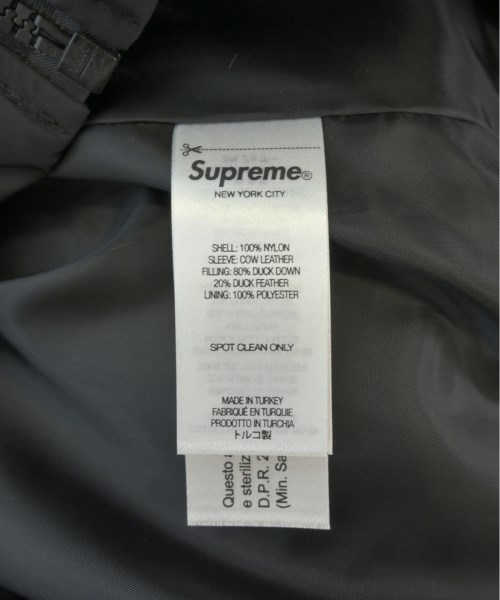 Supreme®
NEW YORK CITY
SHELL: 100% NYLON
SLEEVE: COW LEATHER
FILLING: 80% DUCK DOWN
20% DUCK FEATHER
LINING: 100% POLYESTER
SPOT CLEAN ONLY
MADE IN TURKEY
FABRIQUÉ EN TURQUIE
PRODOTTO IN TURCHIA
トルコ製
Questo
e steriliz
D.P.R. 2
(Min. Sa